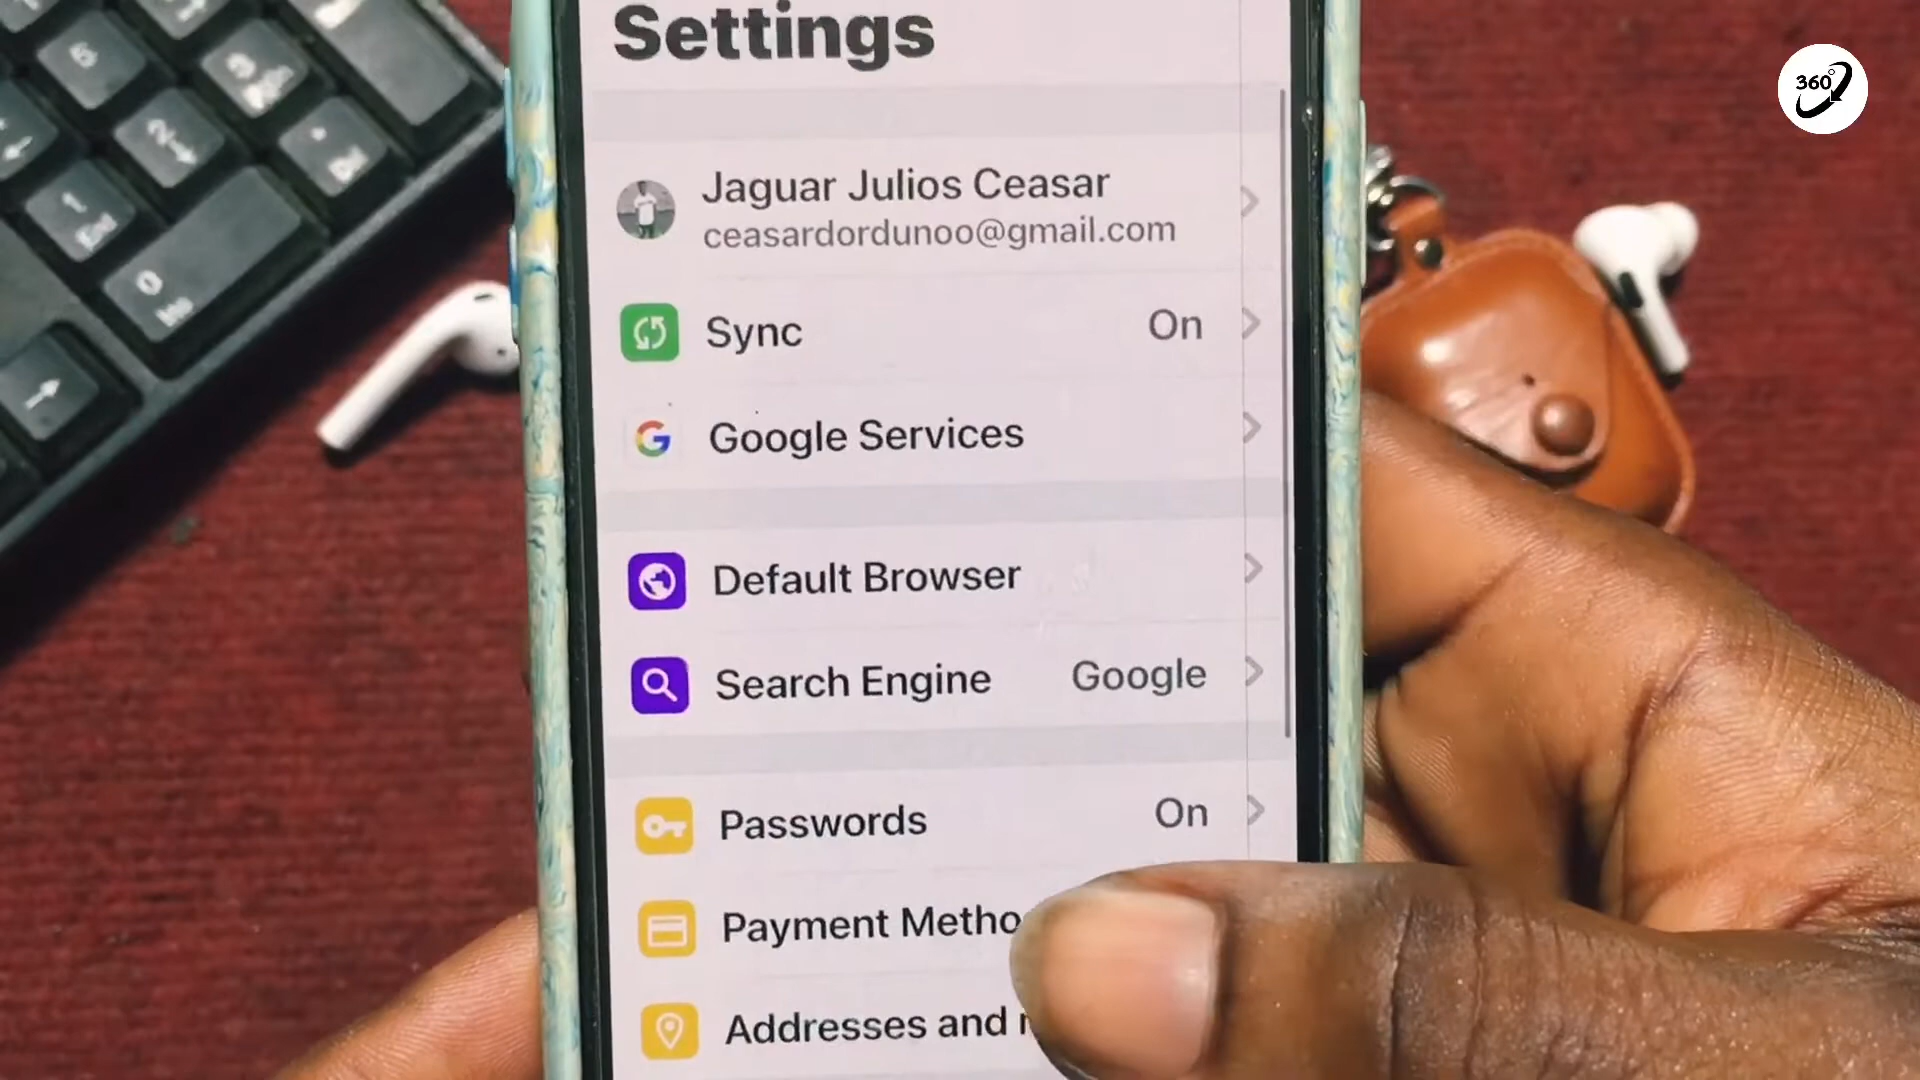 Settings
Jaguar Julios Ceasar
ceasardordunoo@gmail.com
Sync On
Google Services
Default Browser
Search Engine Google
Passwords On
Payment Metho
Addresses and
360°